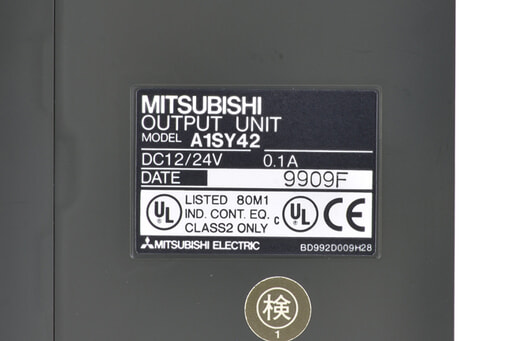 MITSUBISHI
OUTPUT UNIT
MODEL A1SY42
DC12/24V 0.1A
DATE 9909F
UL LISTED 80M1
IND. CONT. EQ.
CLASS2 ONLY
c UL CE
MITSUBISHI ELECTRIC BD992D009H28
検
1